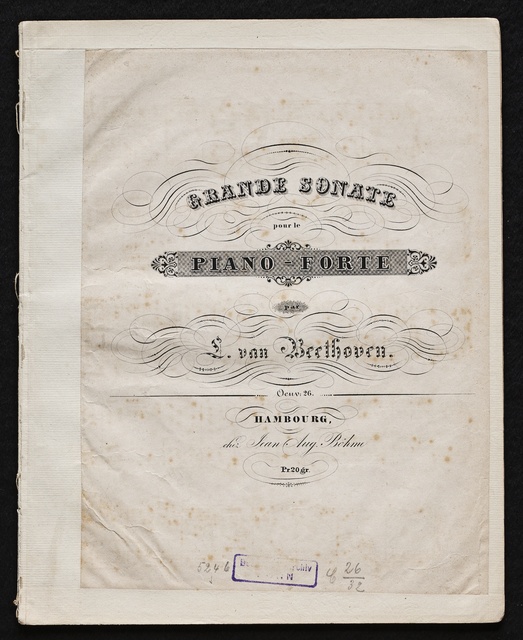 GRANDE SONATE
pour le
PIANO-FORTE
par
L. van Beethoven.
Oeuv. 26.
HAMBOURG,
chez Jean Aug. Böhme
Pr 20 gr.
5246
C 26
32